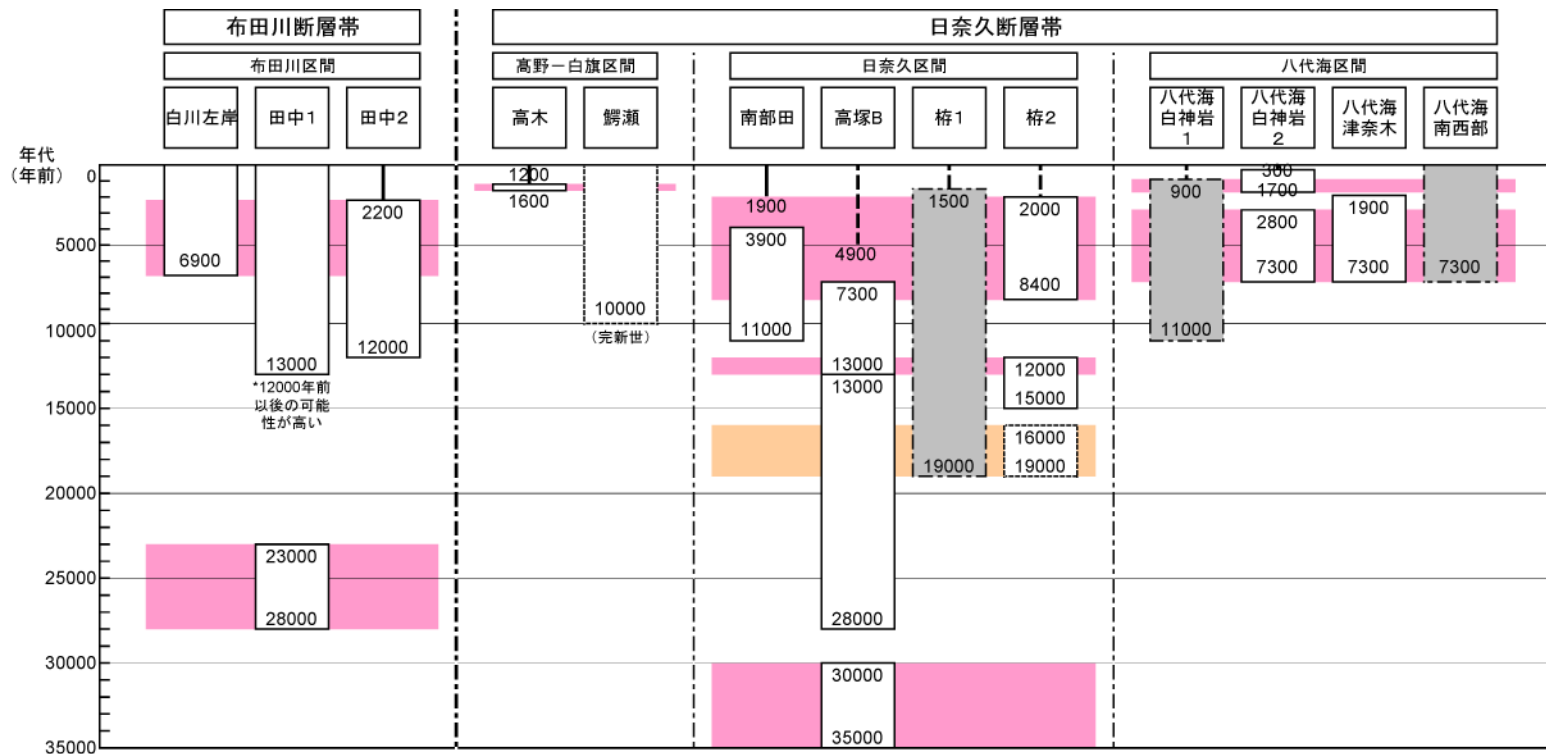 布田川断層帯
日奈久断層帯
布田川区間
高野－白旗区間
日奈久区間
八代海区間
白川左岸
田中1
田中2
高木
鰐瀬
南部田
高塚B
栫1
栫2
八代海
白神岩
1
八代海
白神岩
2
八代海
津奈木
八代海
南西部
年代
(年前)
0
5000
10000
15000
20000
25000
30000
35000
6900
13000
*12000年前
以後の可能
性が高い
23000
28000
2200
12000
1200
1600
10000
(完新世)
1900
3900
11000
4900
7300
13000
13000
28000
30000
35000
1500
19000
2000
8400
12000
15000
16000
19000
900
11000
300
1700
2800
7300
1900
7300
7300